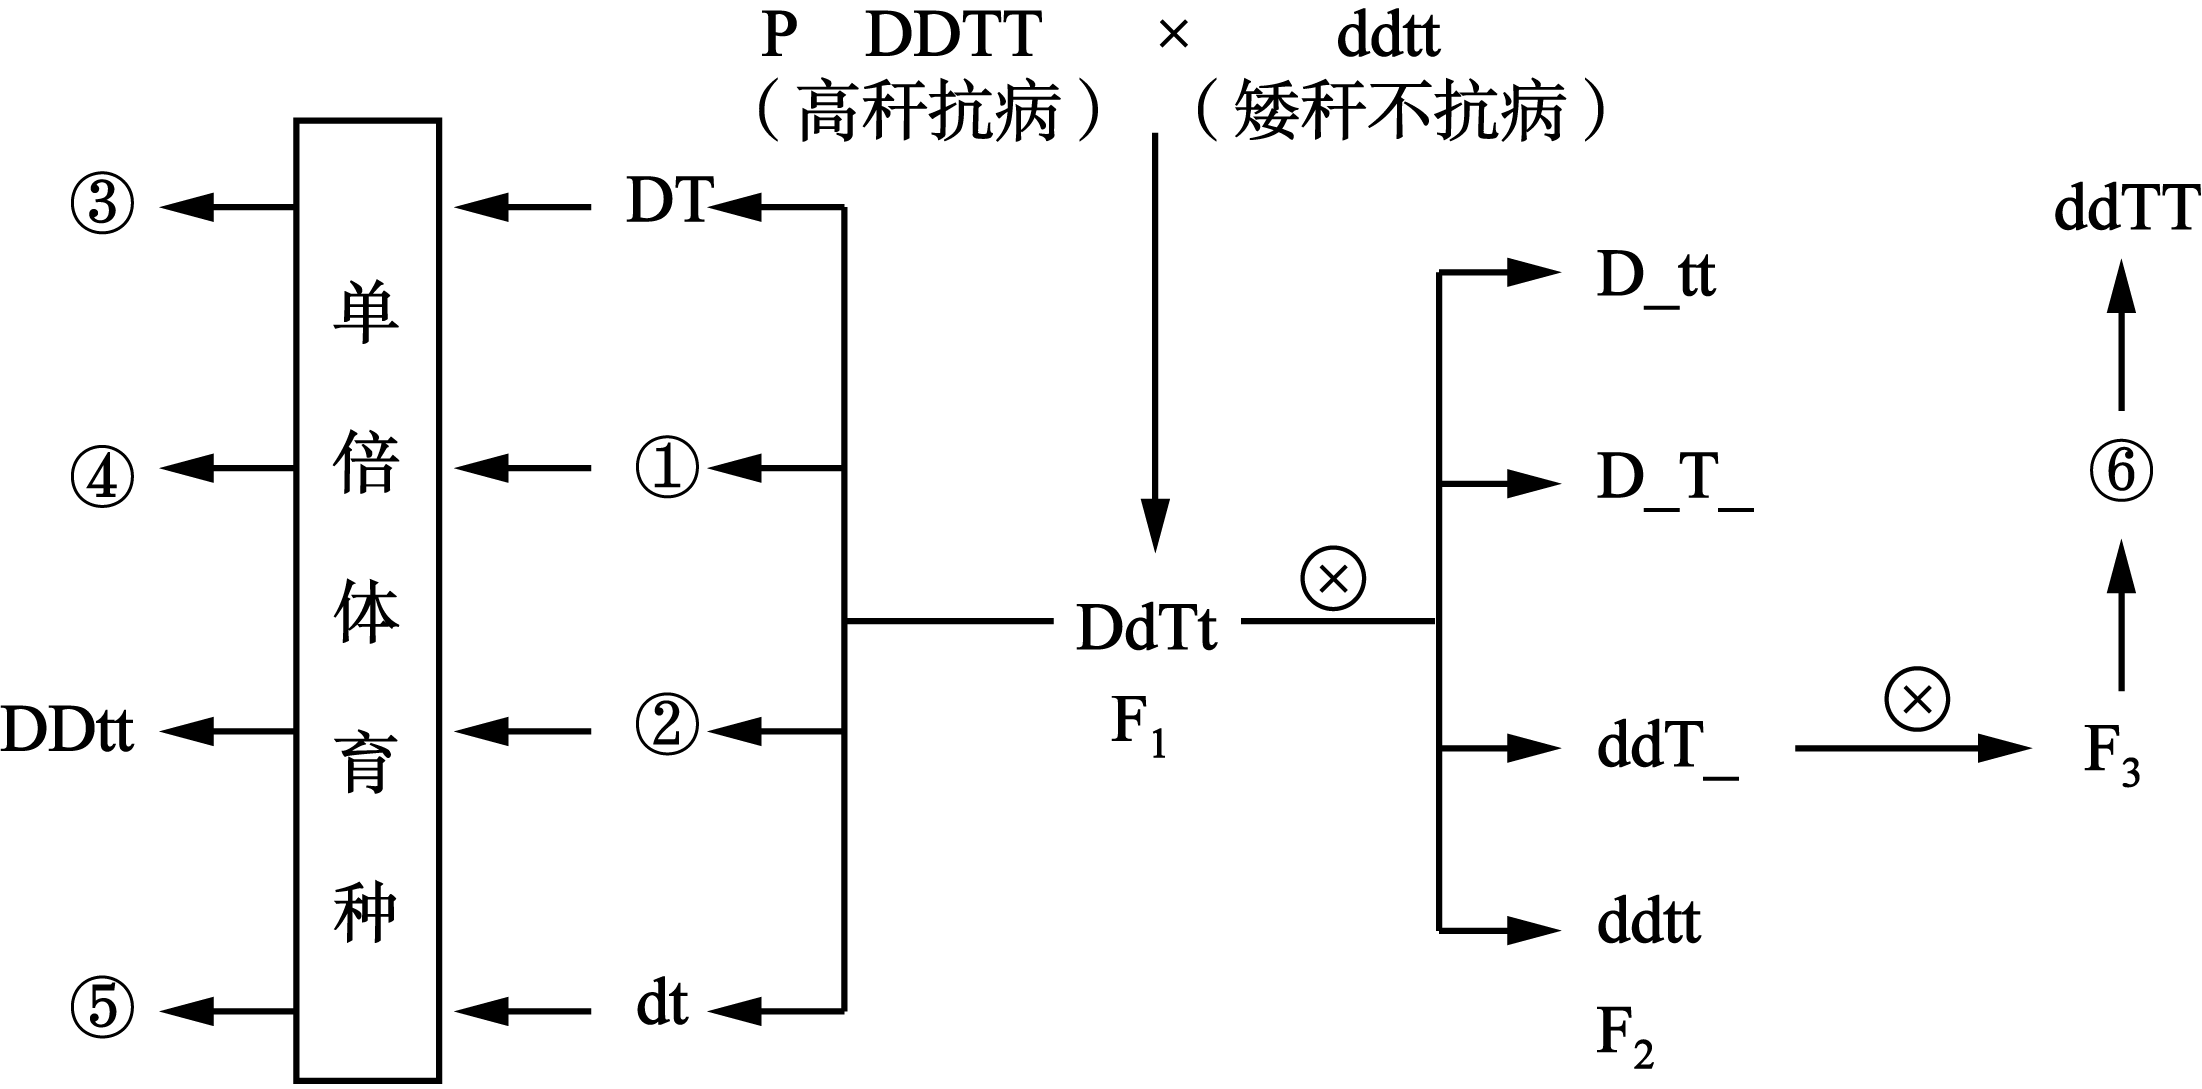 P DDTT × ddtt
（高秆抗病） （矮秆不抗病）
③ DT ddTT
D_tt
④ ① D_T_ ⑥
单倍体育种
⊗
DdTt
F₁
DDtt ② ddT_ ⊗ F₃
⑤ dt ddtt
F₂